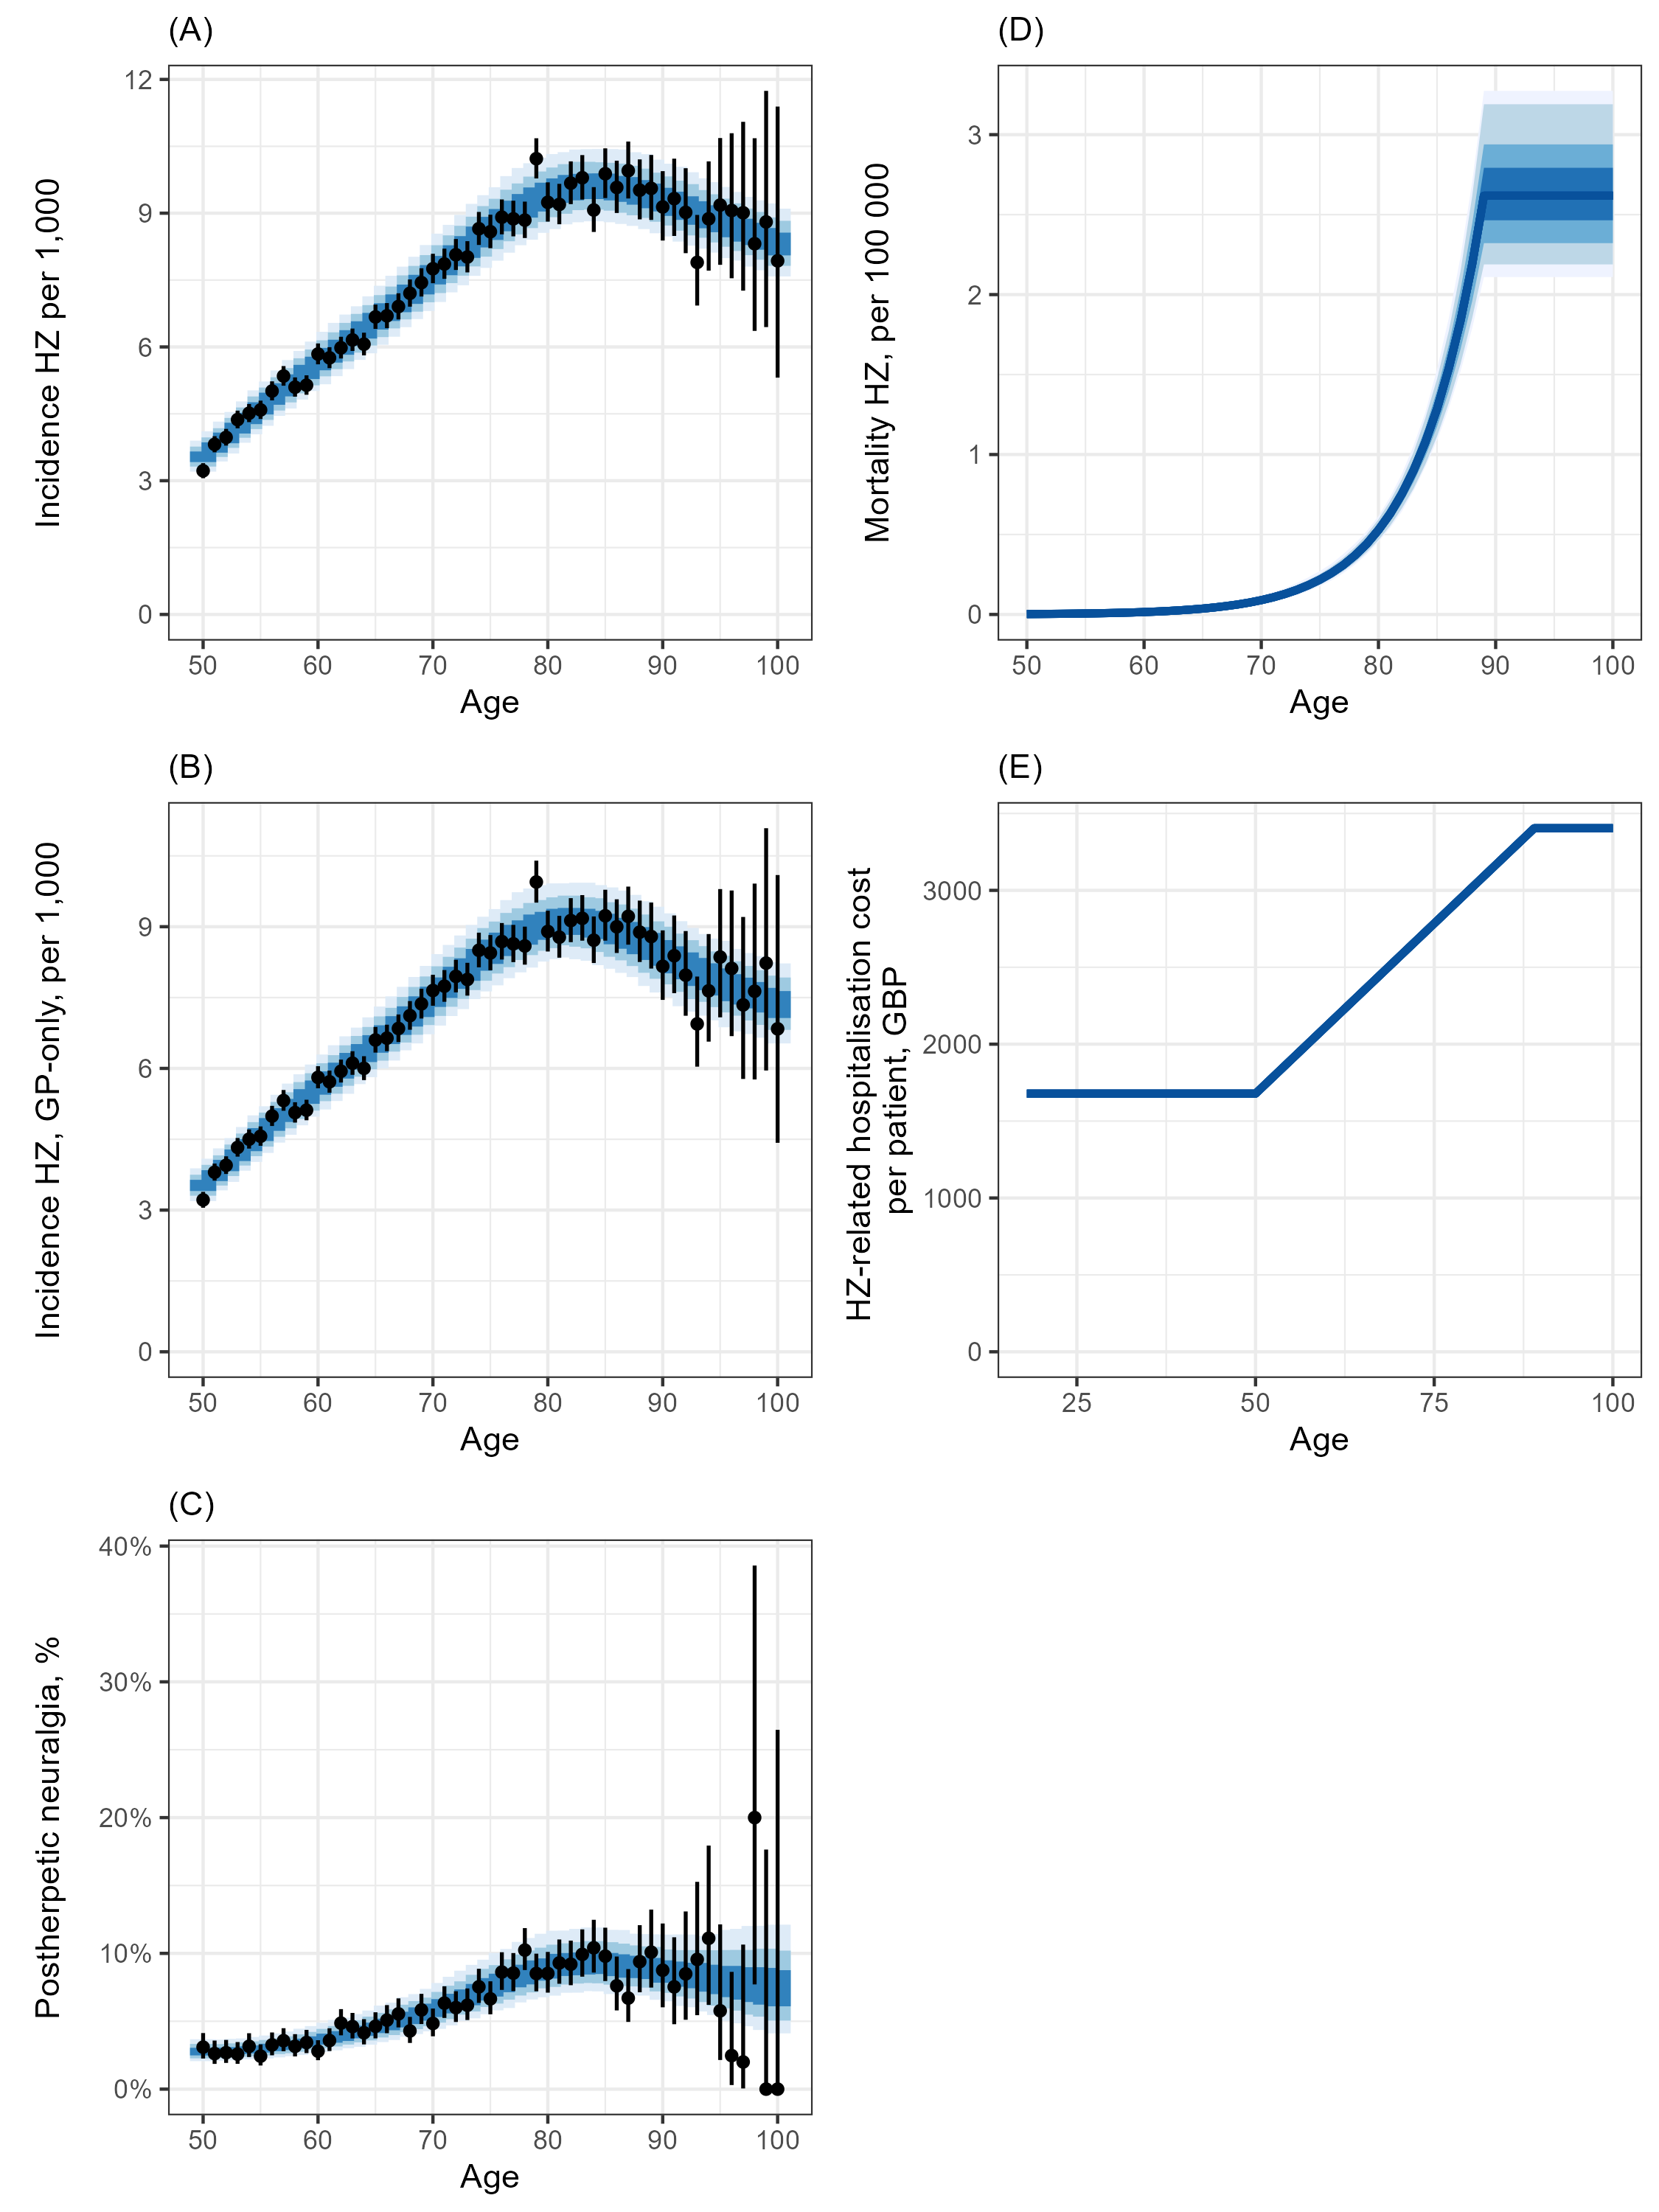 (A)
Incidence HZ per 1,000
12
9
6
3
0
50 60 70 80 90 100
Age
(D)
Mortality HZ, per 100 000
3
2
1
0
50 60 70 80 90 100
Age
(B)
Incidence HZ, GP-only, per 1,000
9
6
3
0
50 60 70 80 90 100
Age
(E)
HZ-related hospitalisation cost
per patient, GBP
3000
2000
1000
0
25 50 75 100
Age
(C)
Postherpetic neuralgia, %
40%
30%
20%
10%
0%
50 60 70 80 90 100
Age